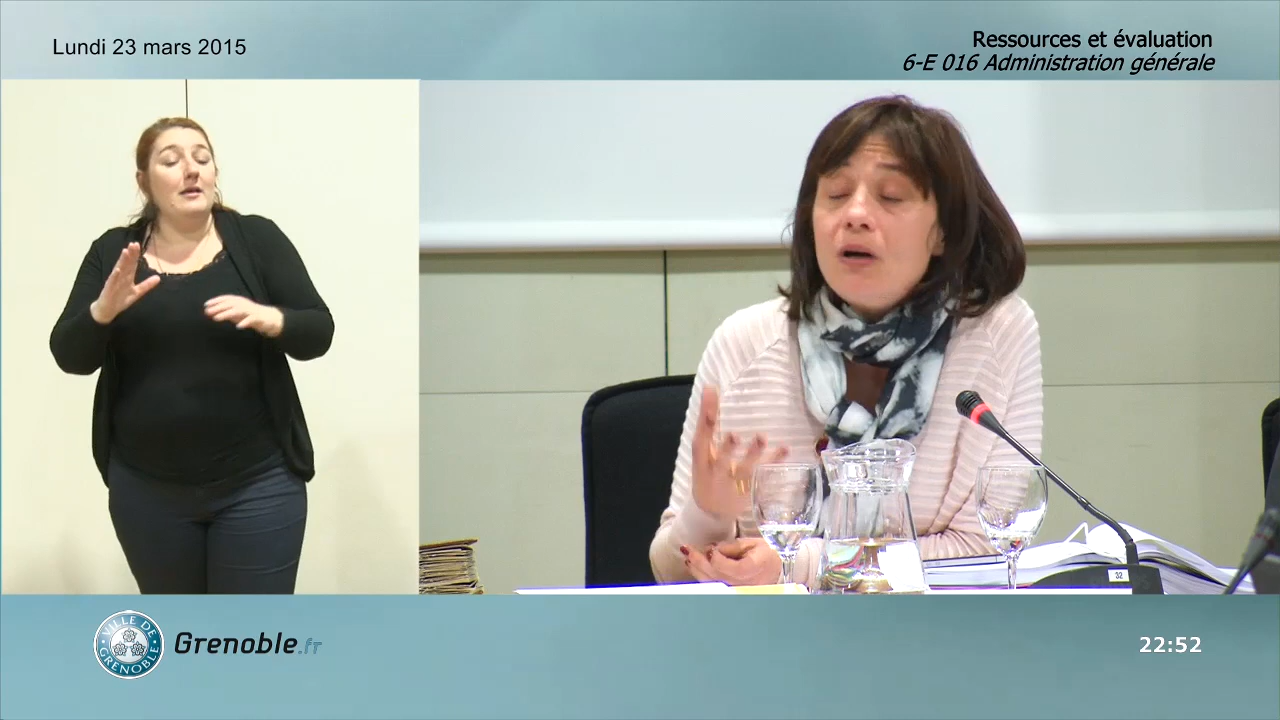 Lundi 23 mars 2015
Ressources et évaluation
6-E 016 Administration générale
32
VILLE DE GRENOBLE
Grenoble.fr
22:52